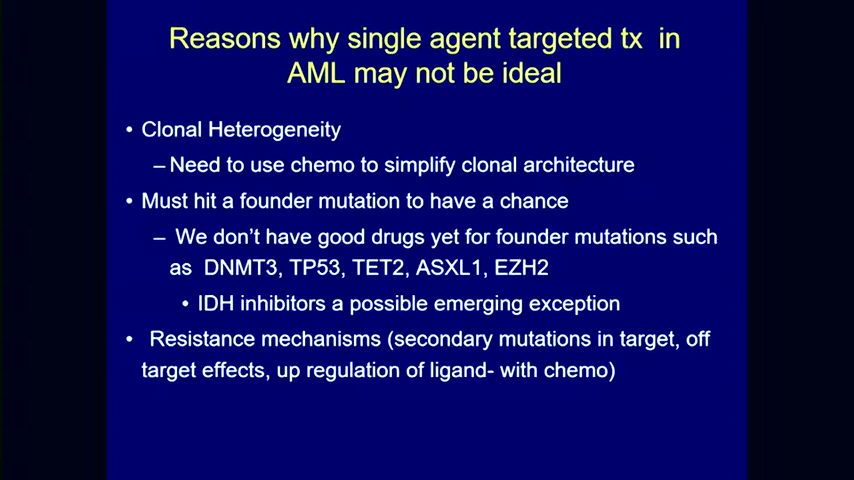 Reasons why single agent targeted tx in
AML may not be ideal
• Clonal Heterogeneity
– Need to use chemo to simplify clonal architecture
• Must hit a founder mutation to have a chance
– We don't have good drugs yet for founder mutations such
as DNMT3, TP53, TET2, ASXL1, EZH2
• IDH inhibitors a possible emerging exception
• Resistance mechanisms (secondary mutations in target, off
target effects, up regulation of ligand- with chemo)